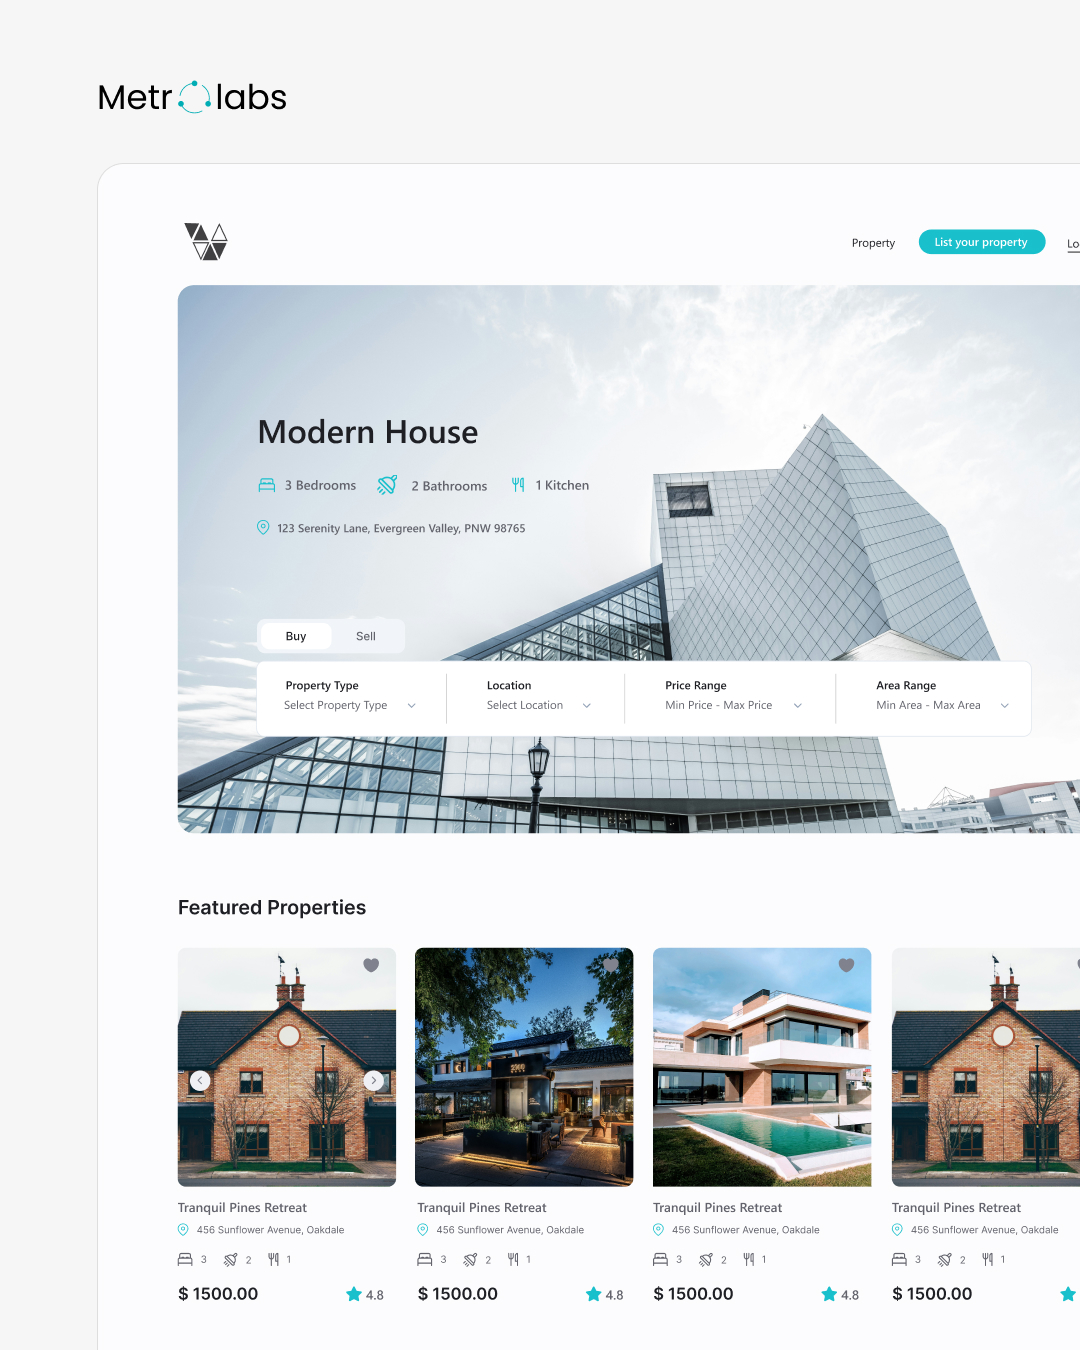 Metrolabs
Property
List your property
Lo
Modern House
3 Bedrooms
2 Bathrooms
1 Kitchen
123 Serenity Lane, Evergreen Valley, PNW 98765
Buy
Sell
Property Type
Select Property Type
Location
Select Location
Price Range
Min Price - Max Price
Area Range
Min Area - Max Area
Featured Properties
Tranquil Pines Retreat
456 Sunflower Avenue, Oakdale
3 2 1
$ 1500.00
4.8
Tranquil Pines Retreat
456 Sunflower Avenue, Oakdale
3 2 1
$ 1500.00
4.8
Tranquil Pines Retreat
456 Sunflower Avenue, Oakdale
3 2 1
$ 1500.00
4.8
Tranquil Pines Retreat
456 Sunflower Avenue, Oakdale
3 2 1
$ 1500.00